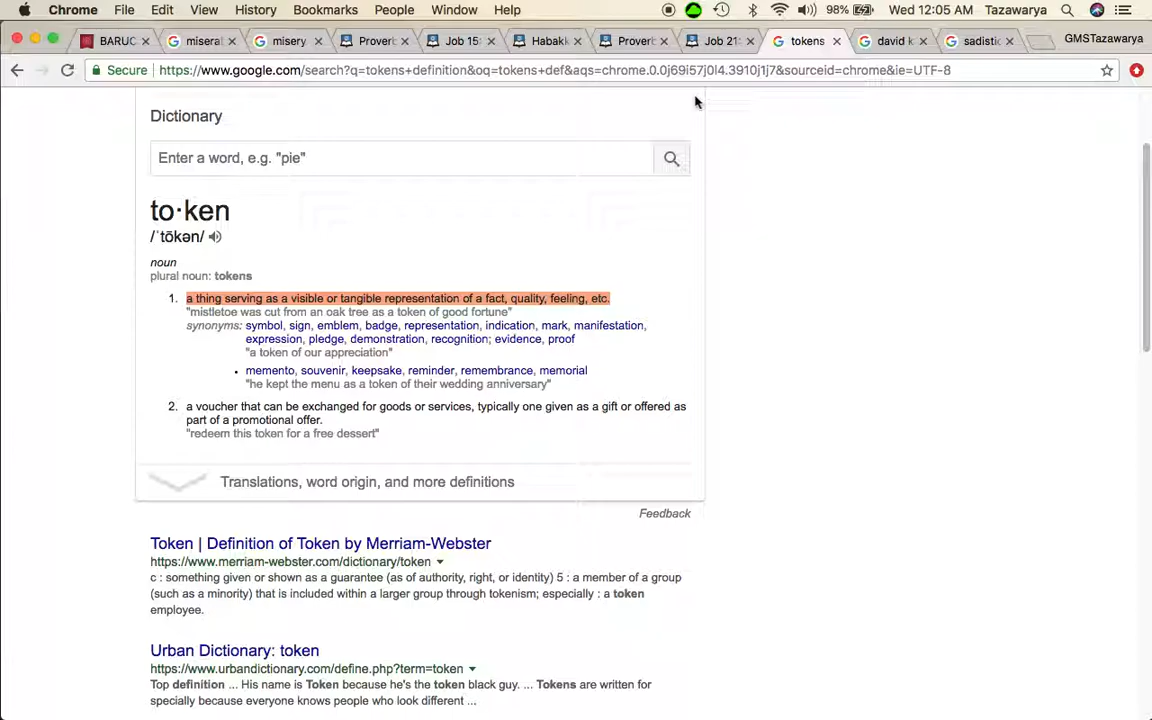 Chrome File Edit View History Bookmarks People Window Help 98% Wed 12:05 AM Tazawarya
BARUC miseral misery Proverb Job 15: Habakk Proverb Job 21: tokens david k sadistic GMSTazawarya
Secure https://www.google.com/search?q=tokens+definition&oq=tokens+def&aqs=chrome.0.0j69i57j0l4.3910j1j7&sourceid=chrome&ie=UTF-8
Dictionary
Enter a word, e.g. "pie"
to·ken
/ˈtōkən/
noun
plural noun: tokens
1. a thing serving as a visible or tangible representation of a fact, quality, feeling, etc.
"mistletoe was cut from an oak tree as a token of good fortune"
synonyms: symbol, sign, emblem, badge, representation, indication, mark, manifestation,
expression, pledge, demonstration, recognition; evidence, proof
"a token of our appreciation"
• memento, souvenir, keepsake, reminder, remembrance, memorial
"he kept the menu as a token of their wedding anniversary"
2. a voucher that can be exchanged for goods or services, typically one given as a gift or offered as
part of a promotional offer.
"redeem this token for a free dessert"
Translations, word origin, and more definitions
Feedback
Token | Definition of Token by Merriam-Webster
https://www.merriam-webster.com/dictionary/token
c : something given or shown as a guarantee (as of authority, right, or identity) 5 : a member of a group
(such as a minority) that is included within a larger group through tokenism; especially : a token
employee.
Urban Dictionary: token
https://www.urbandictionary.com/define.php?term=token
Top definition ... His name is Token because he's the token black guy. ... Tokens are written for
specially because everyone knows people who look different ...